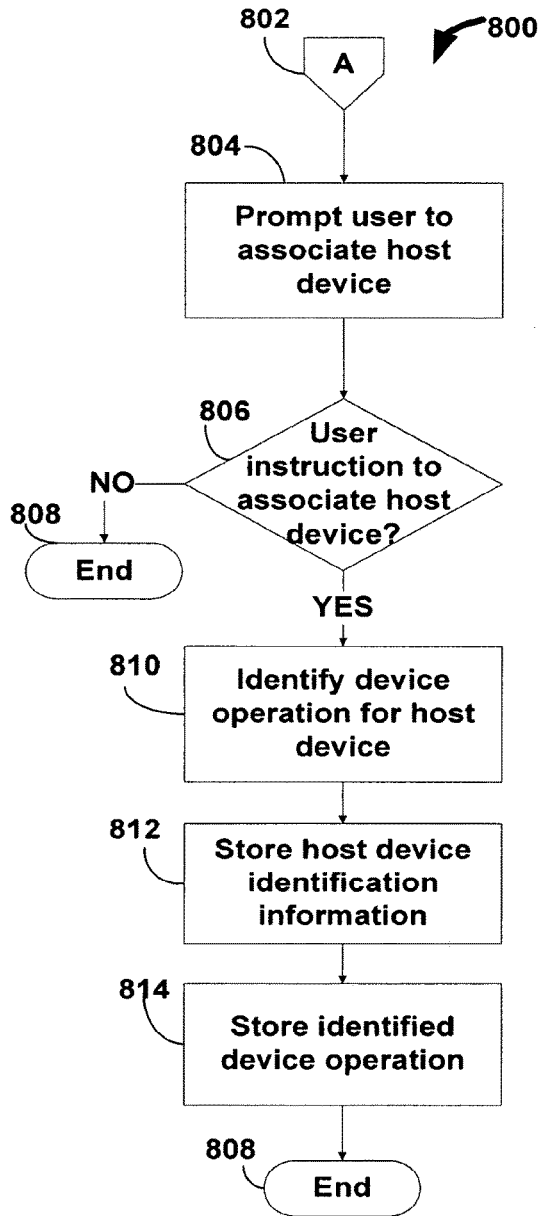 802
800
A
804
Prompt user to
associate host
device
806
User
instruction to
associate host
device?
NO
808
End
YES
810
Identify device
operation for host
device
812
Store host device
identification
information
814
Store identified
device operation
808
End